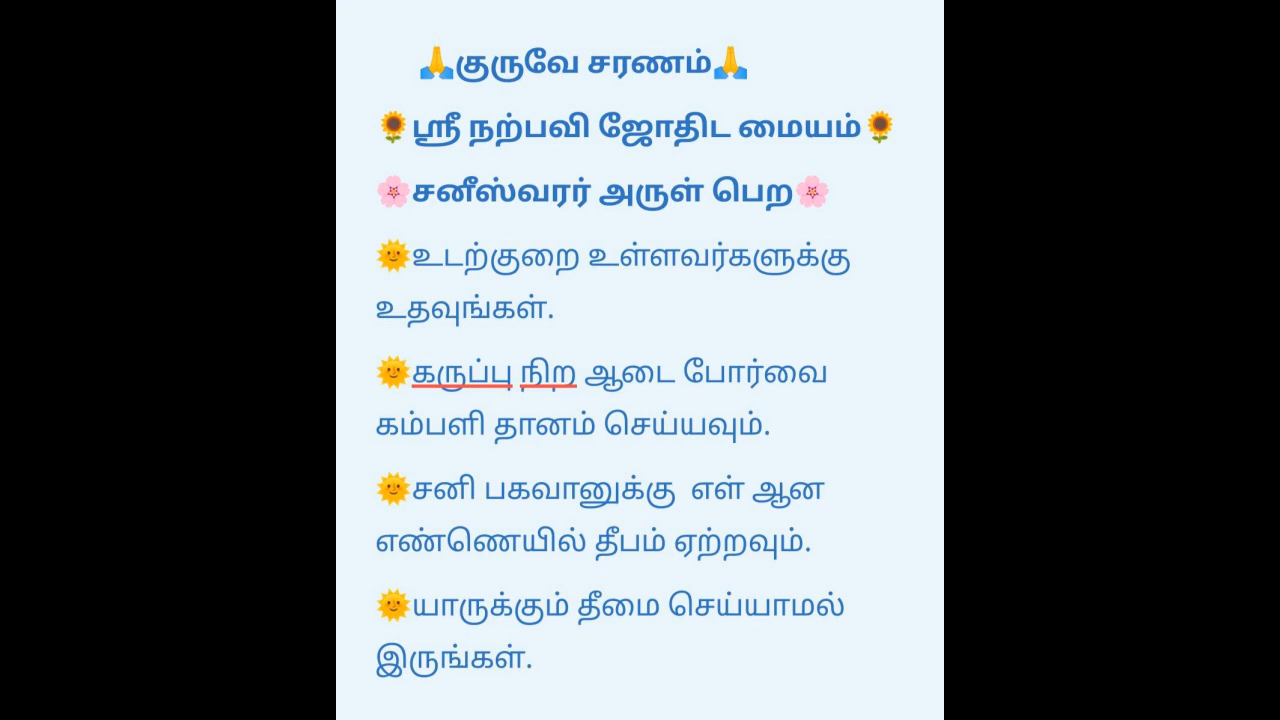 🙏குருவே சரணம்🙏
🌻ஸ்ரீ நற்பவி ஜோதிட மையம்🌻
🌸சனீஸ்வரர் அருள் பெற🌸
🌞உடற்குறை உள்ளவர்களுக்கு
உதவுங்கள்.
🌞கருப்பு நிற ஆடை போர்வை
கம்பளி தானம் செய்யவும்.
🌞சனி பகவானுக்கு  எள் ஆன
எண்ணெயில் தீபம் ஏற்றவும்.
🌞யாருக்கும் தீமை செய்யாமல்
இருங்கள்.